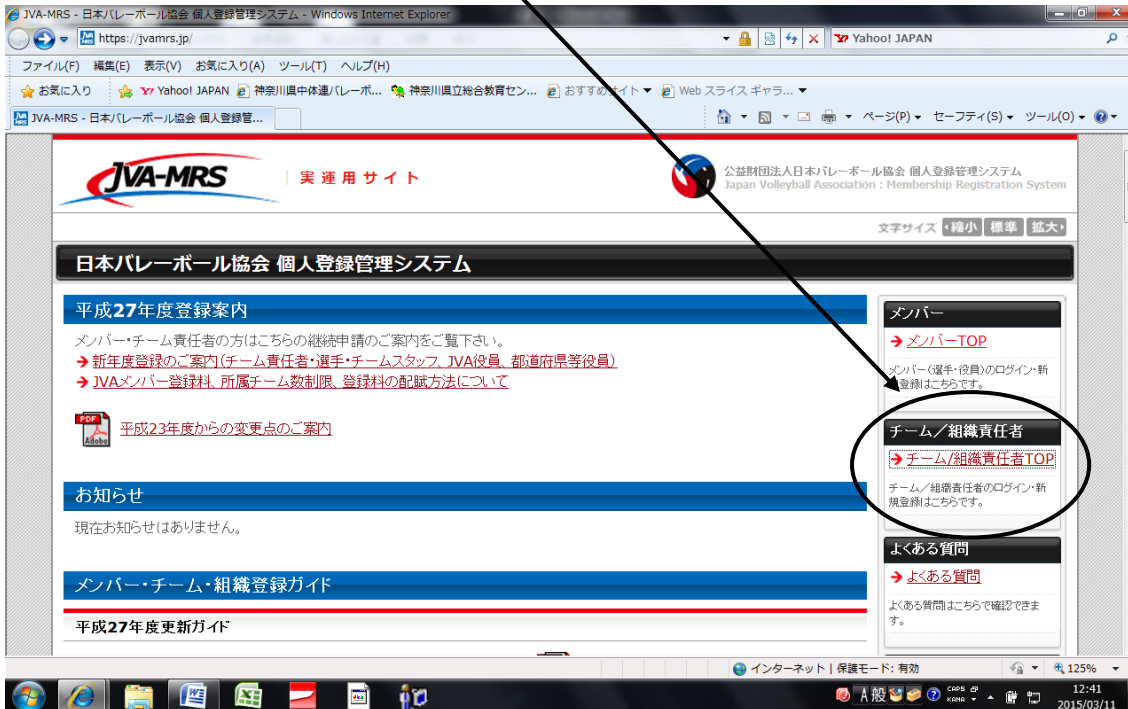 JVA-MRS - 日本バレーボール協会 個人登録管理システム - Windows Internet Explorer
https://jvamrs.jp/
Yahoo! JAPAN
ファイル(F) 編集(E) 表示(V) お気に入り(A) ツール(T) ヘルプ(H)
お気に入り Yahoo! JAPAN 神奈川県中体連バレーボ... 神奈川県立総合教育セン... おすすめサイト Web スライス ギャラ...
JVA-MRS - 日本バレーボール協会 個人登録管... ページ(P) セーフティ(S) ツール(O)
JVA-MRS 実運用サイト
公益財団法人日本バレーボール協会 個人登録管理システム
Japan Volleyball Association : Membership Registration System
文字サイズ 縮小 標準 拡大
日本バレーボール協会 個人登録管理システム
平成27年度登録案内
メンバー・チーム責任者の方はこちらの継続申請のご案内をご覧下さい。
新年度登録のご案内(チーム責任者・選手・チームスタッフ、JVA役員、都道府県等役員)
JVAメンバー登録料、所属チーム数制限、登録料の配賦方法について
PDF
Adobe
平成23年度からの変更点のご案内
お知らせ
現在お知らせはありません。
メンバー・チーム・組織登録ガイド
平成27年度更新ガイド
メンバー
メンバーTOP
メンバー(選手・役員)のログイン・新
登録はこちらです。
チーム／組織責任者
チーム/組織責任者TOP
チーム／組織責任者のログイン・新
規登録はこちらです。
よくある質問
よくある質問
よくある質問はこちらで確認できま
す。
インターネット | 保護モード: 有効
125%
A 般 CAPS KANA
12:41
2015/03/11